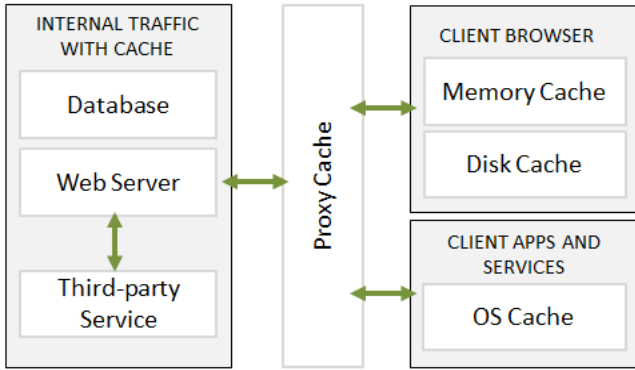 INTERNAL TRAFFIC
WITH CACHE
Database
Web Server
Third-party
Service
Proxy Cache
CLIENT BROWSER
Memory Cache
Disk Cache
CLIENT APPS AND
SERVICES
OS Cache